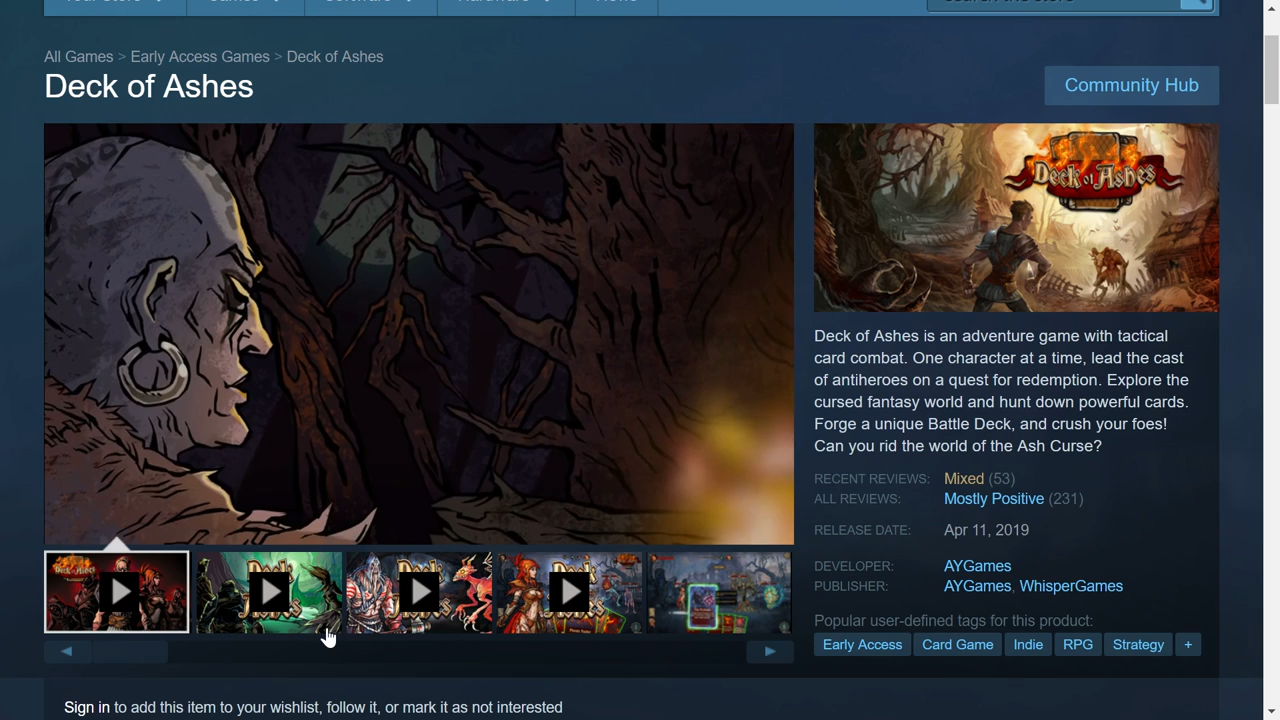 All Games > Early Access Games > Deck of Ashes
Deck of Ashes
Community Hub
Deck of Ashes
Deck of Ashes is an adventure game with tactical
card combat. One character at a time, lead the cast
of antiheroes on a quest for redemption. Explore the
cursed fantasy world and hunt down powerful cards.
Forge a unique Battle Deck, and crush your foes!
Can you rid the world of the Ash Curse?
RECENT REVIEWS: Mixed (53)
ALL REVIEWS: Mostly Positive (231)
RELEASE DATE: Apr 11, 2019
DEVELOPER: AYGames
PUBLISHER: AYGames, WhisperGames
Popular user-defined tags for this product:
Early Access Card Game Indie RPG Strategy +
Sign in to add this item to your wishlist, follow it, or mark it as not interested